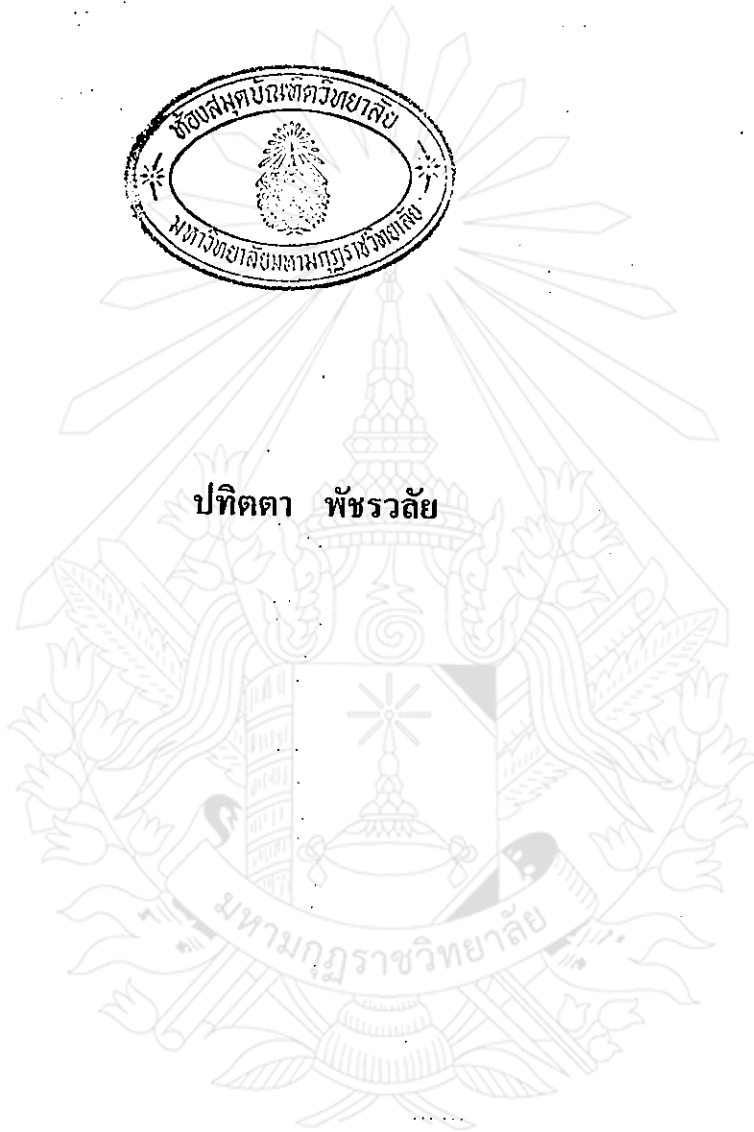 ห้องสมุดบัณฑิตวิทยาลัย
มหาวิทยาลัยมหามกุฏราชวิทยาลัย
ปทิตตา พัชรวลัย
มหามกุฏราชวิทยาลัย